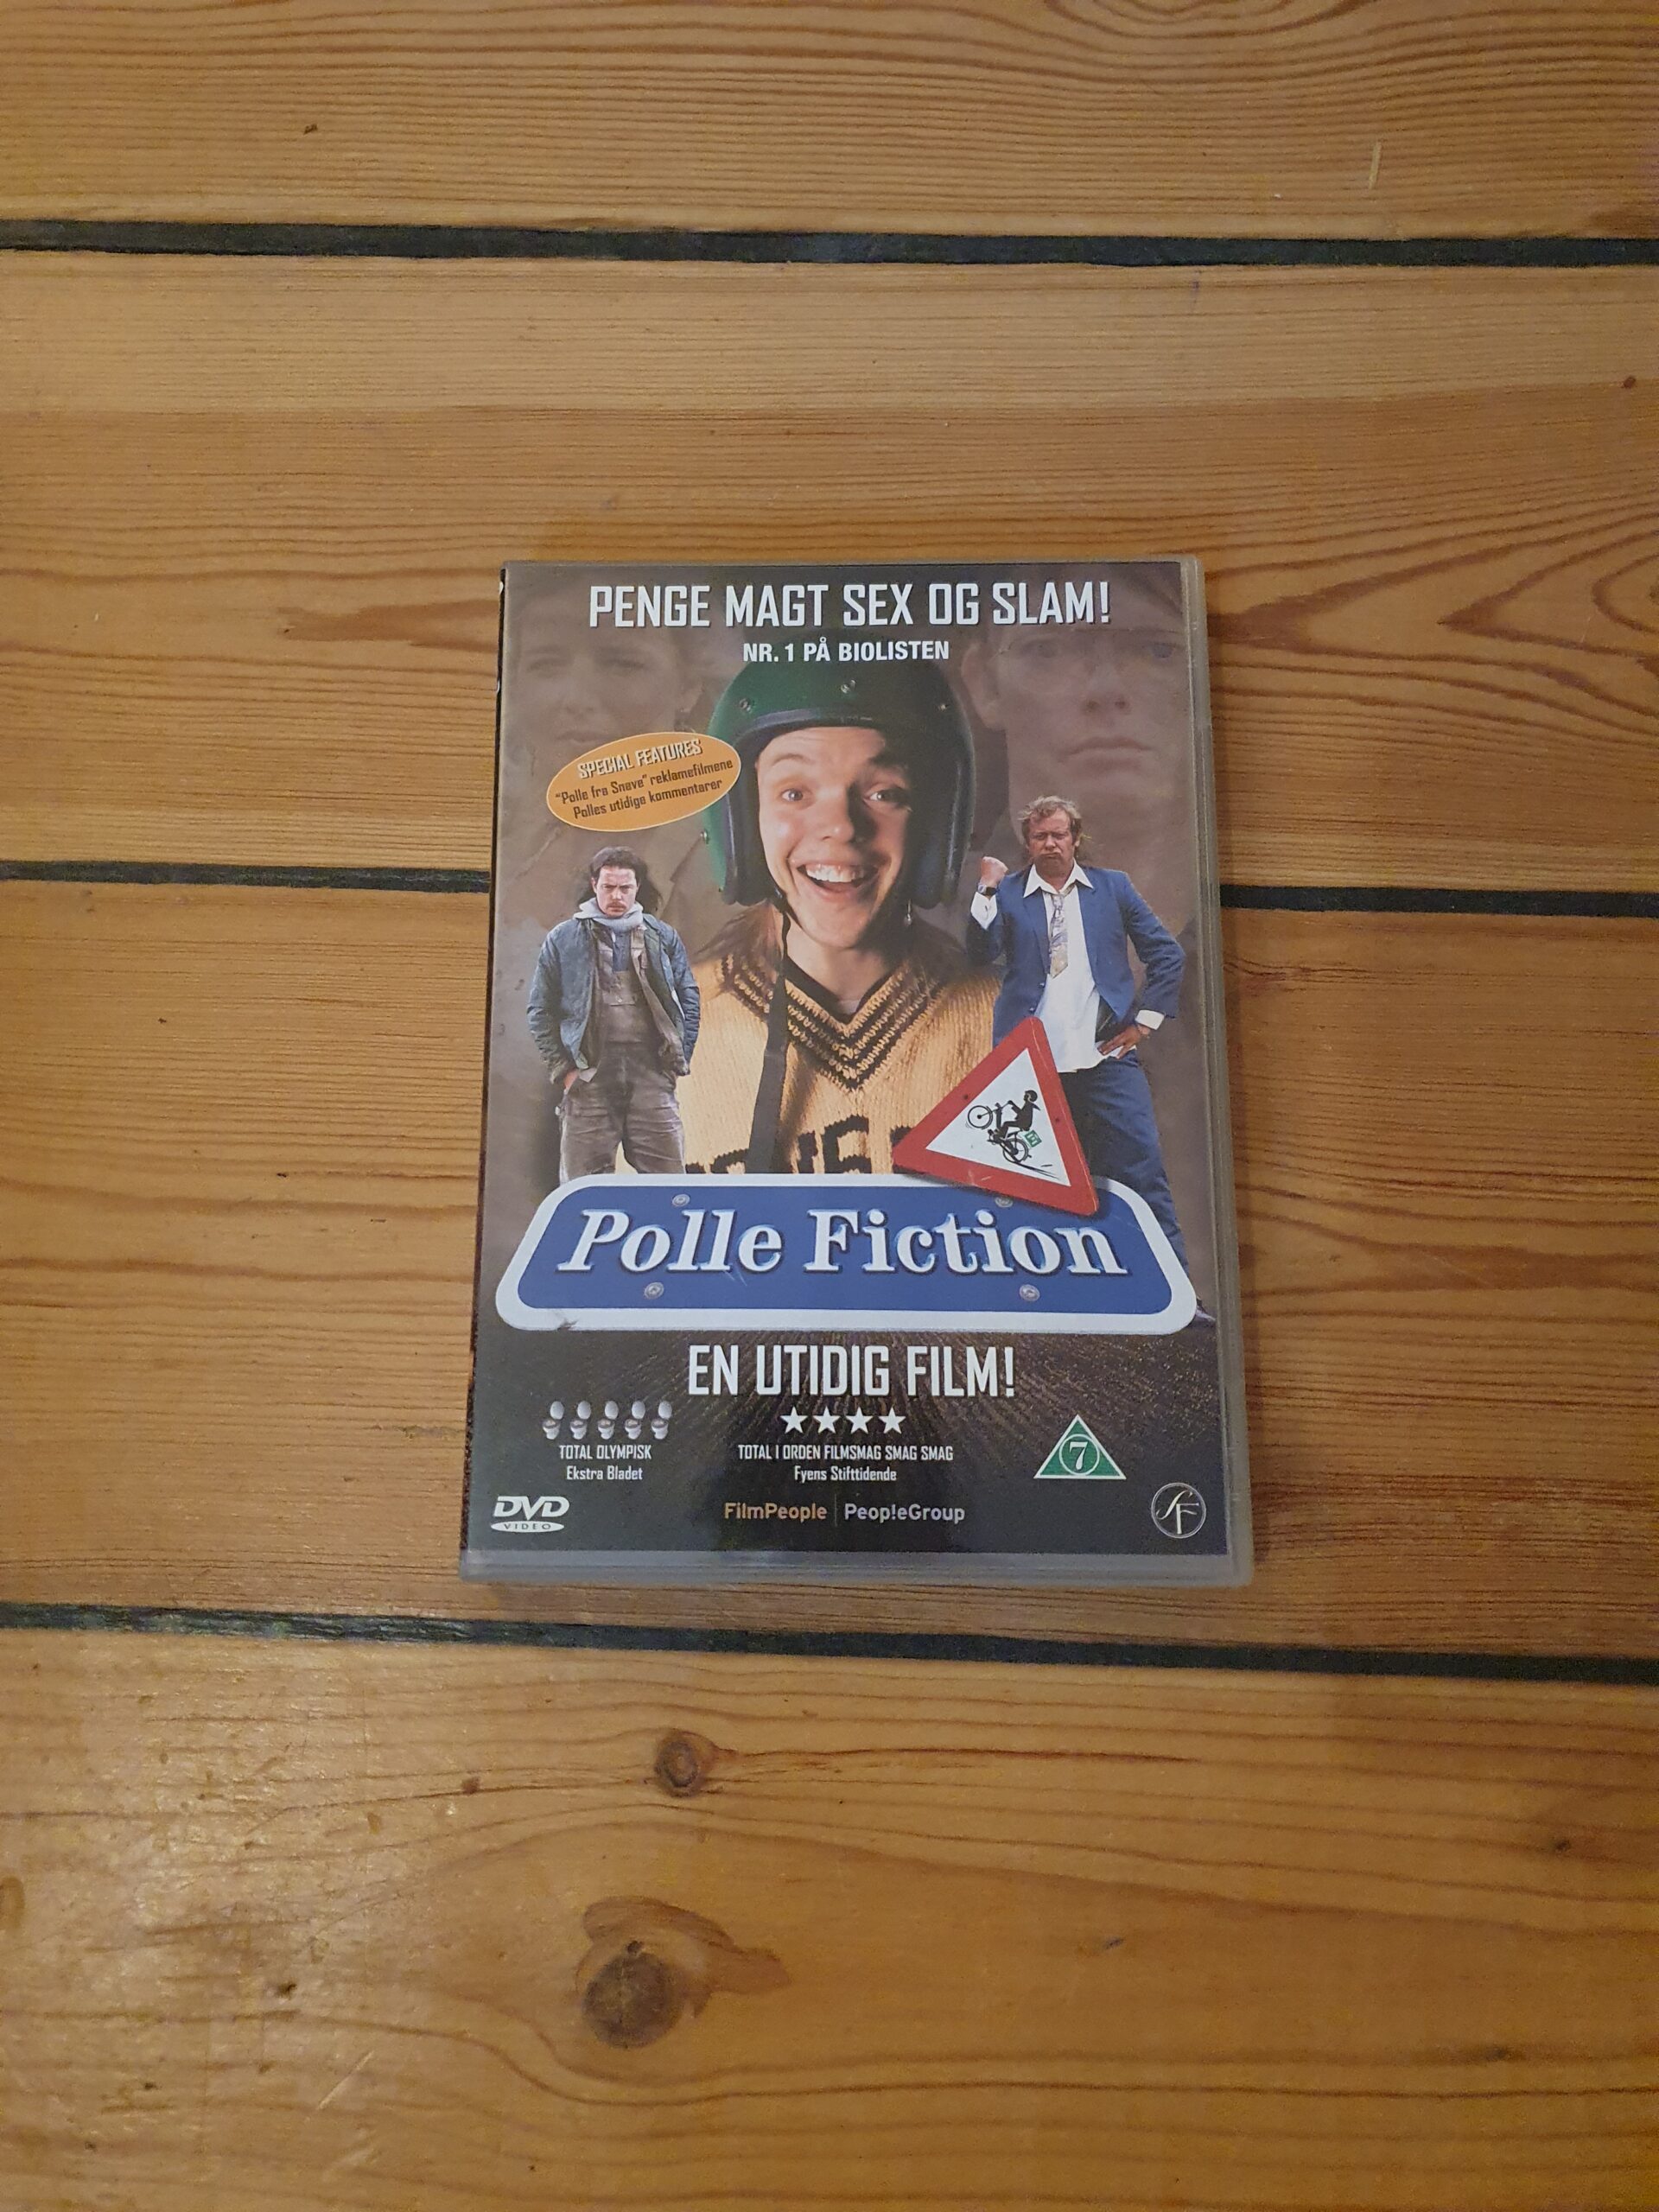 PENGE MAGT SEX OG SLAM!
NR. 1 PÅ BIOLISTEN
SPECIAL FEATURES
"Polle fra Snave" reklamefilmene
Polles utidige kommentarer
Polle Fiction
EN UTIDIG FILM!
TOTAL OLYMPISK
Ekstra Bladet
TOTAL I ORDEN FILMSMAG SMAG SMAG
Fyens Stifttidende
7
DVD
VIDEO
FilmPeople | Peop!eGroup
SF